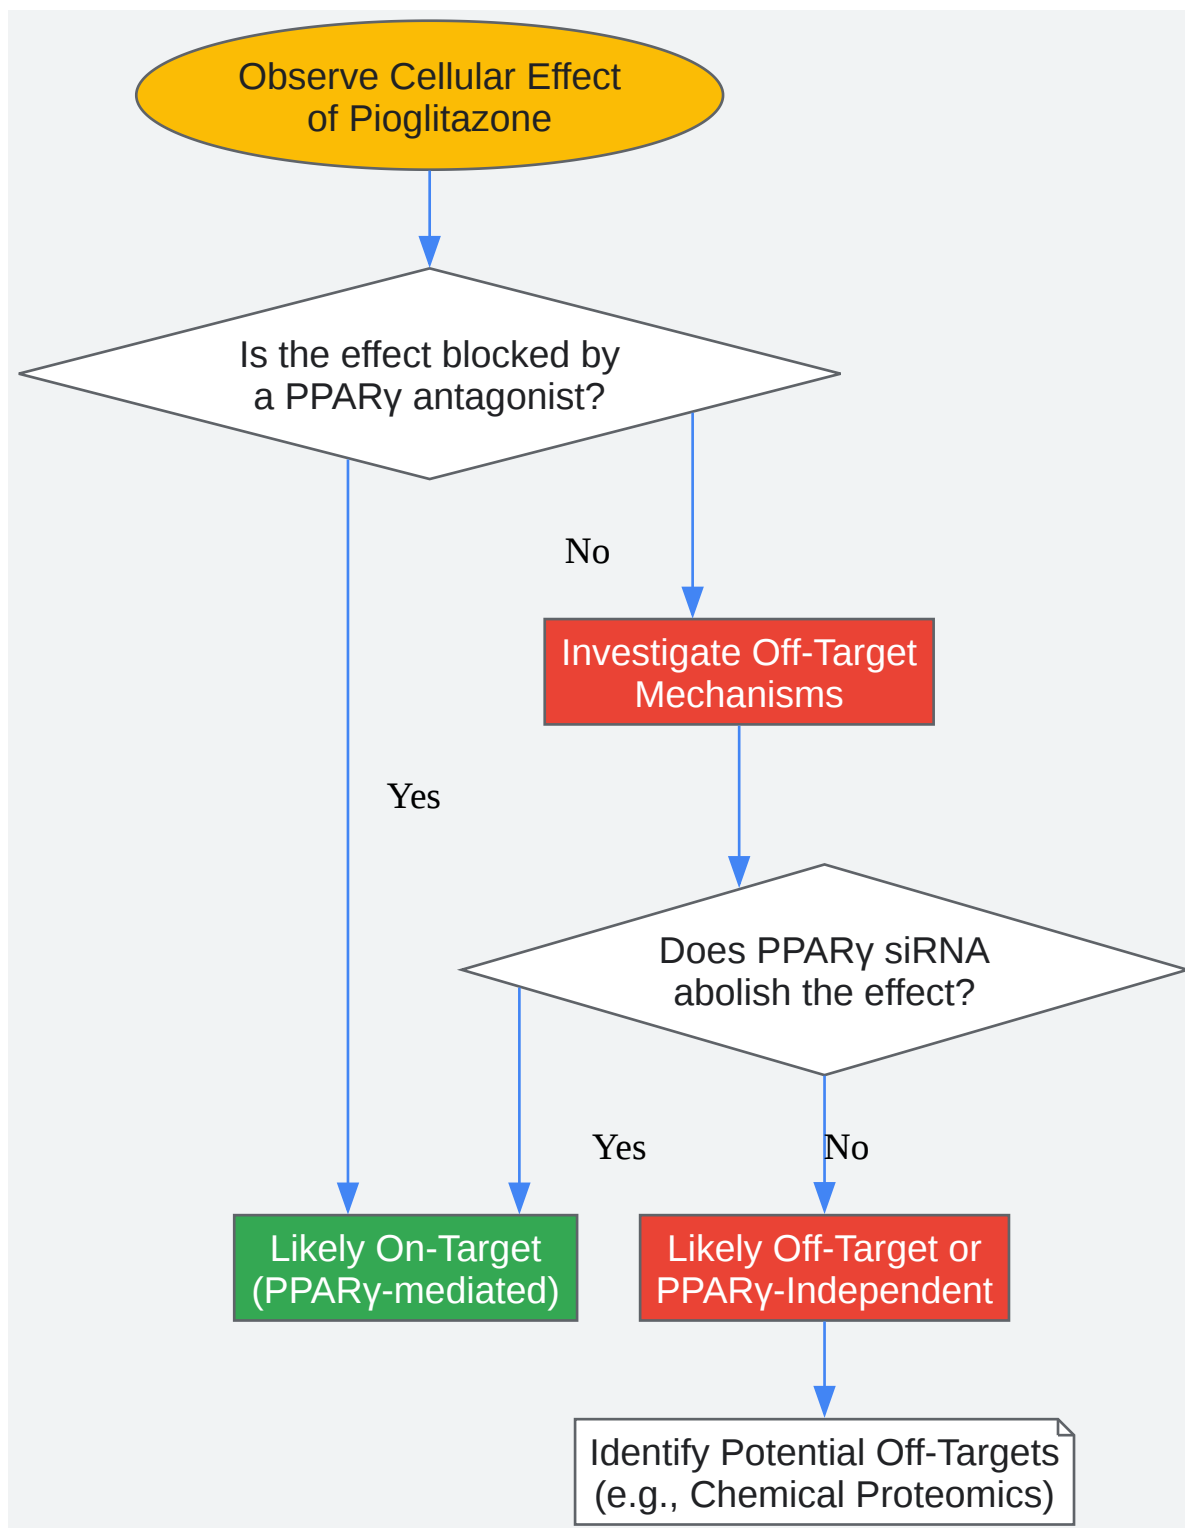 Observe Cellular Effect
of Pioglitazone
Is the effect blocked by
a PPARγ antagonist?
No
Investigate Off-Target
Mechanisms
Yes
Does PPARγ siRNA
abolish the effect?
Yes
No
Likely On-Target
(PPARγ-mediated)
Likely Off-Target or
PPARγ-Independent
Identify Potential Off-Targets
(e.g., Chemical Proteomics)